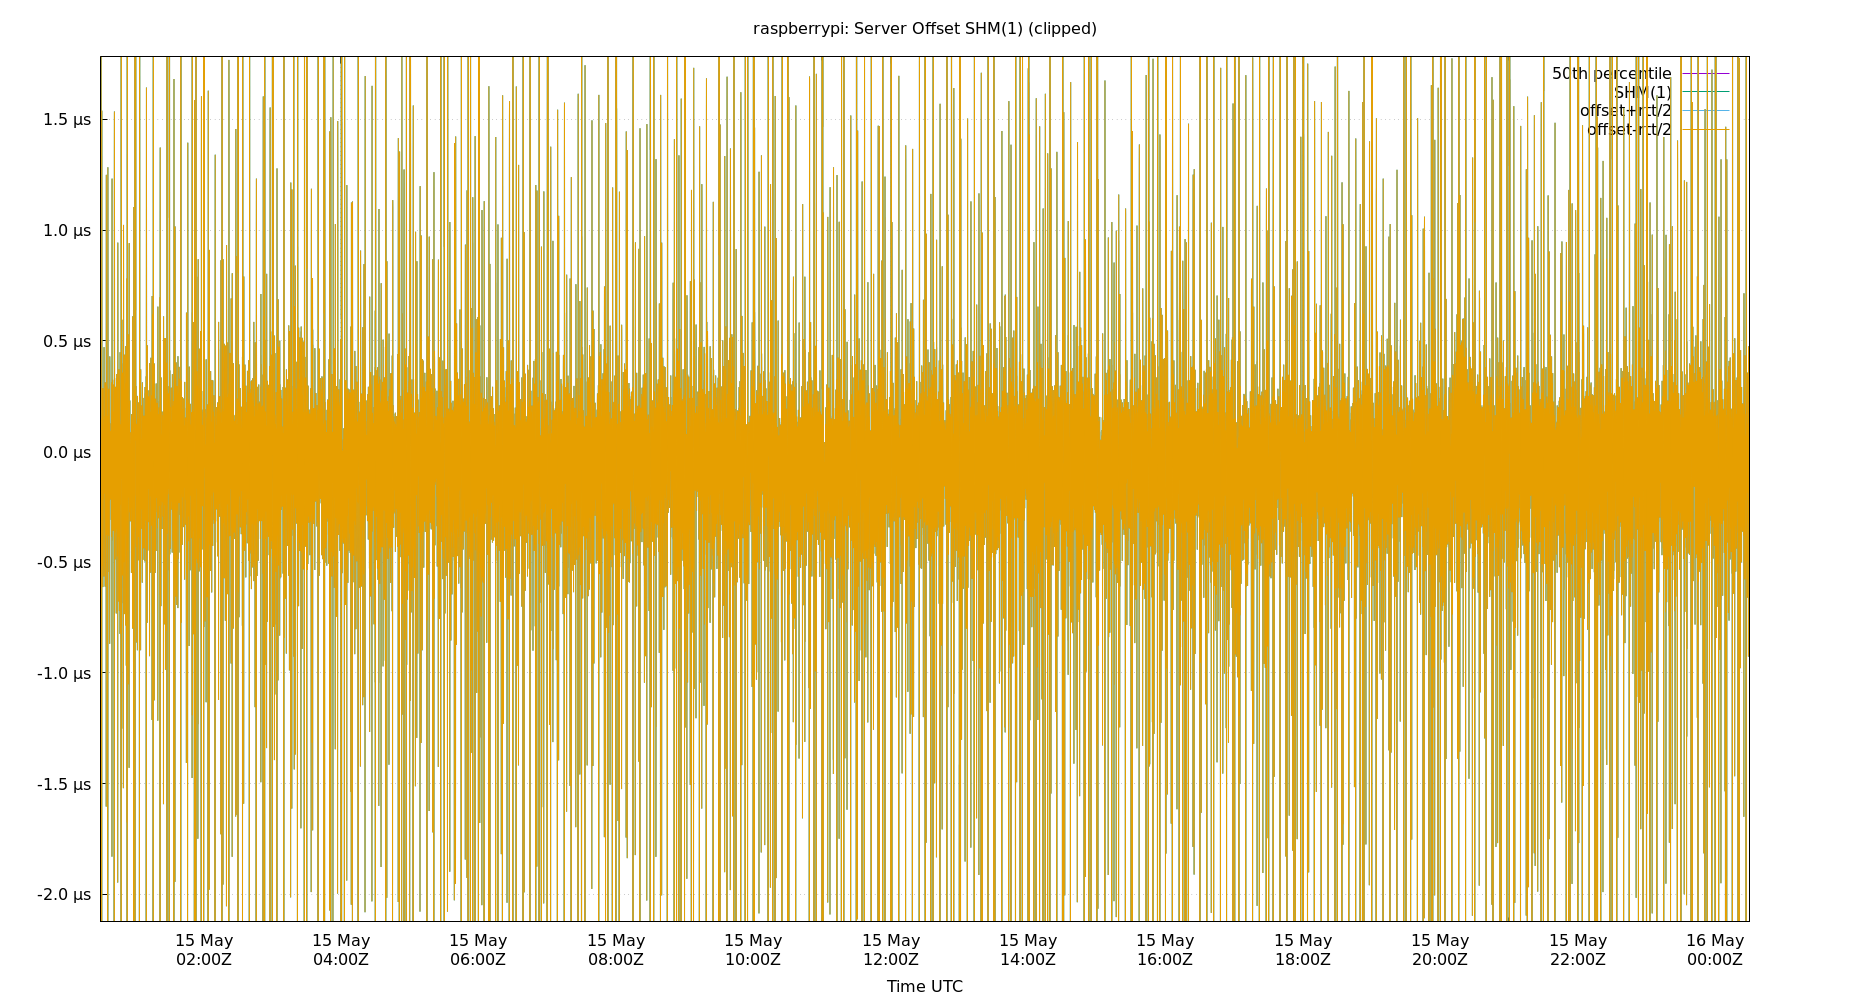 raspberrypi: Server Offset SHM(1) (clipped)
50th percentile
SHM(1)
offset+rtt/2
offset-rtt/2
1.5 µs
1.0 µs
0.5 µs
0.0 µs
-0.5 µs
-1.0 µs
-1.5 µs
-2.0 µs
15 May 15 May 15 May 15 May 15 May 15 May 15 May 15 May 15 May 15 May 15 May 16 May
02:00Z 04:00Z 06:00Z 08:00Z 10:00Z 12:00Z 14:00Z 16:00Z 18:00Z 20:00Z 22:00Z 00:00Z
Time UTC